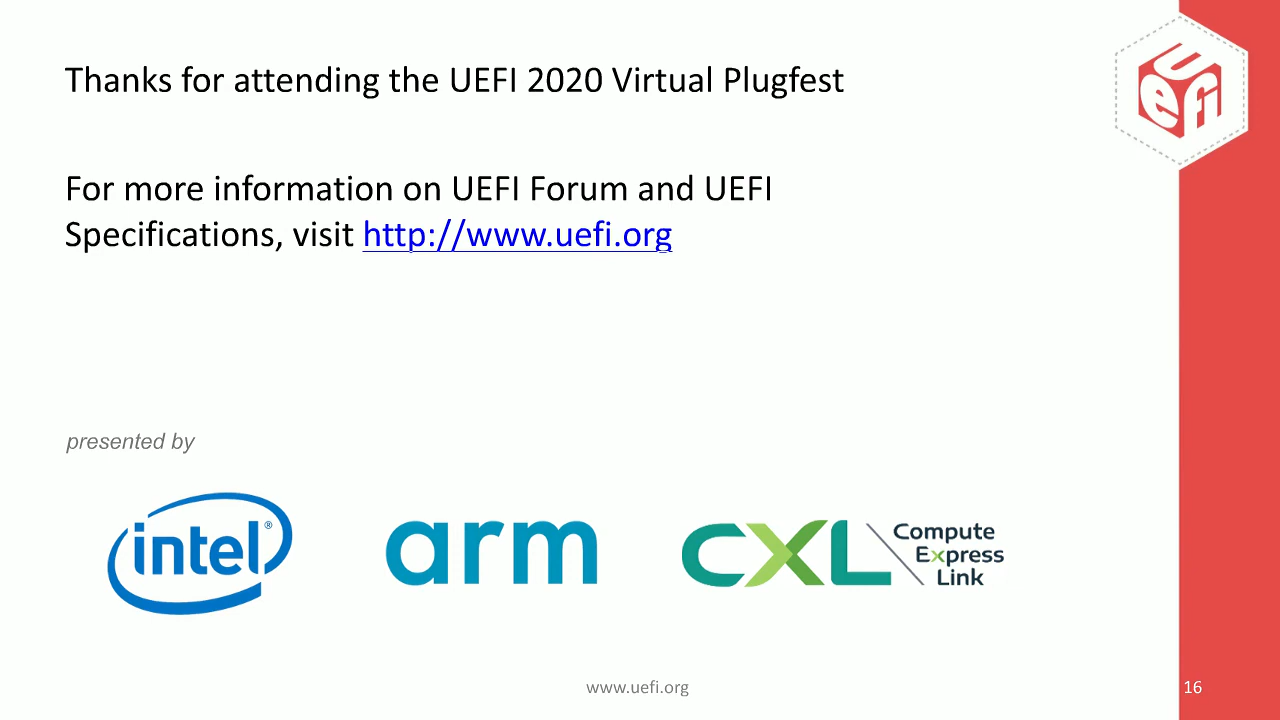 Thanks for attending the UEFI 2020 Virtual Plugfest
uefi
For more information on UEFI Forum and UEFI
Specifications, visit http://www.uefi.org
presented by
intel®
arm
CXL
Compute
Express
Link
www.uefi.org
16